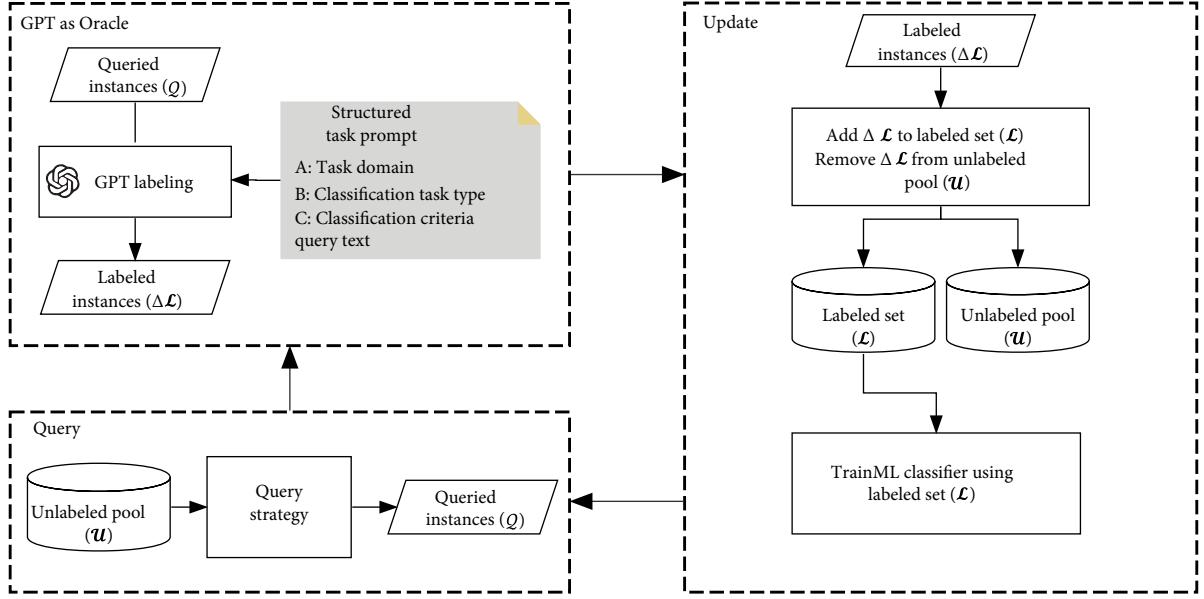 GPT as Oracle
Queried
instances (Q)
GPT labeling
Labeled
instances (Δℒ)
Structured
task prompt
A: Task domain
B: Classification task type
C: Classification criteria
query text
Query
Unlabeled pool
(𝒰)
Query
strategy
Queried
instances (Q)
Update
Labeled
instances (Δℒ)
Add Δ ℒ to labeled set (ℒ)
Remove Δ ℒ from unlabeled
pool (𝒰)
Labeled set
(ℒ)
Unlabeled pool
(𝒰)
TrainML classifier using
labeled set (ℒ)